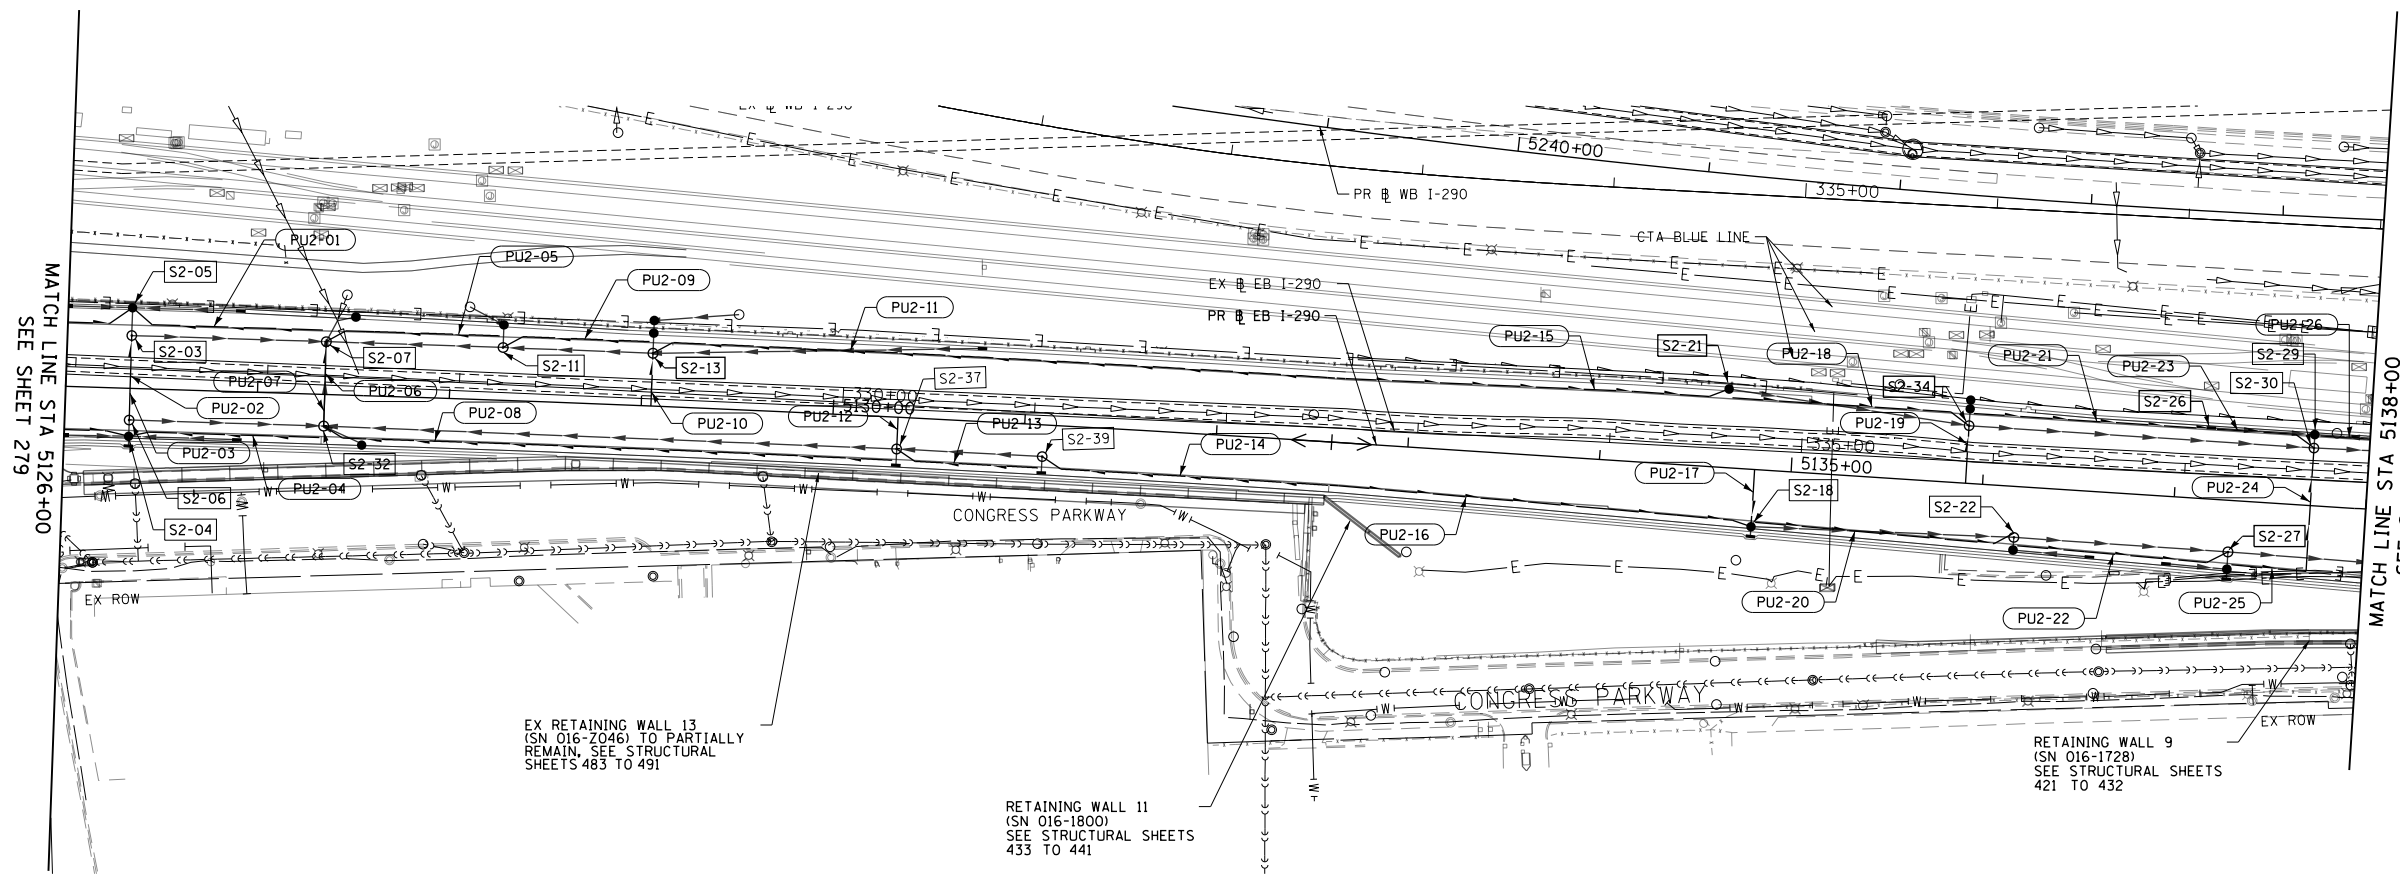 MATCH LINE STA 5126+00
SEE SHEET 279
5240+00
335+00
PR B WB I-290
CTA BLUE LINE
EX B EB I-290
PR B EB I-290
PU2-01
S2-05
PU2-05
PU2-09
PU2-11
PU2-15
S2-21
PU2-18
PU2-21
PU2-23
PU2-26
S2-29
S2-30
S2-03
S2-07
S2-11
S2-13
S2-37
S2-34
S2-26
PU2-07
PU2-06
330+00
5130+00
PU2-02
PU2-08
PU2-10
PU2-12
PU2-13
S2-39
PU2-14
PU2-19
335+00
5135+00
PU2-03
S2-32
PU2-04
PU2-17
S2-18
PU2-24
S2-06
S2-04
CONGRESS PARKWAY
PU2-16
S2-22
S2-27
EX ROW
PU2-20
PU2-22
PU2-25
CONGRESS PARKWAY
EX ROW
EX RETAINING WALL 13
(SN 016-Z046) TO PARTIALLY
REMAIN, SEE STRUCTURAL
SHEETS 483 TO 491
RETAINING WALL 11
(SN 016-1800)
SEE STRUCTURAL SHEETS
433 TO 441
RETAINING WALL 9
(SN 016-1728)
SEE STRUCTURAL SHEETS
421 TO 432
MATCH LINE STA 5138+00